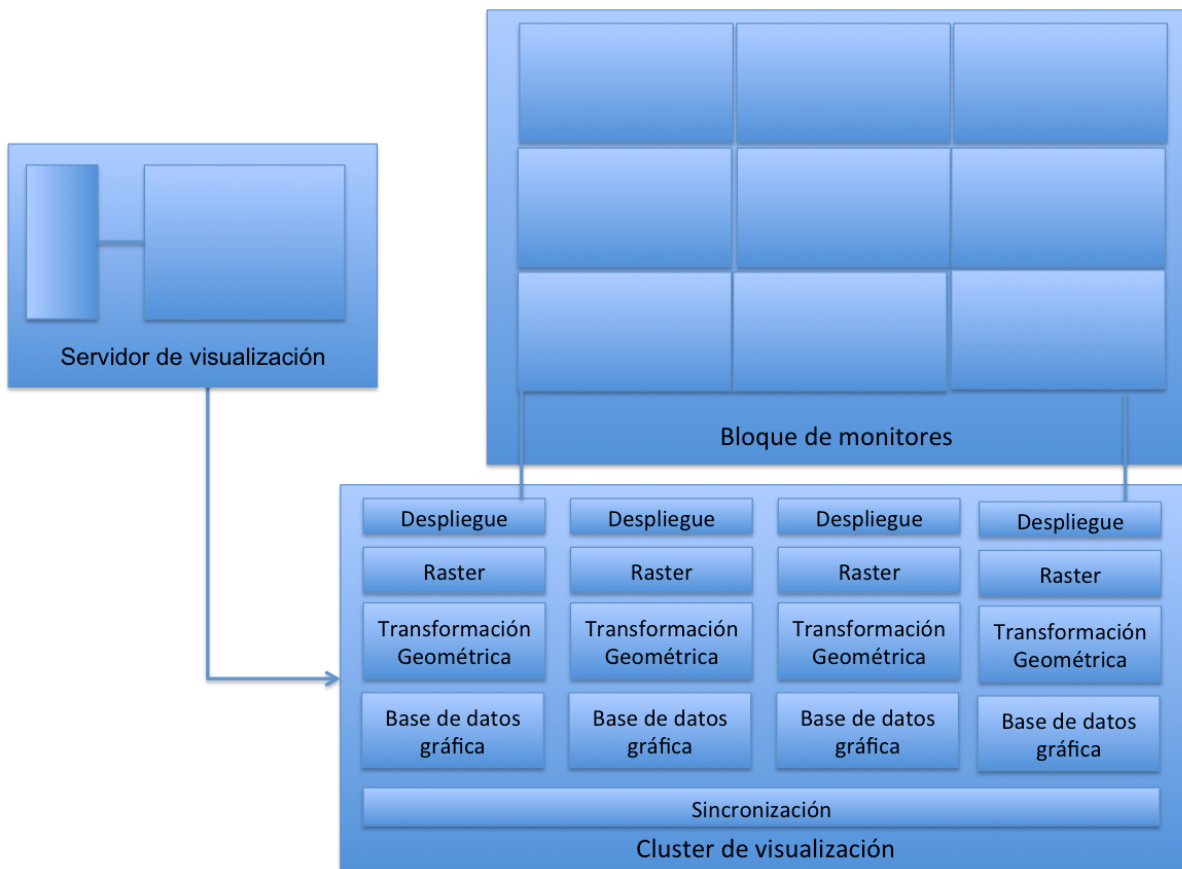 Servidor de visualización
Bloque de monitores
Despliegue
Despliegue
Despliegue
Despliegue
Raster
Raster
Raster
Raster
Transformación
Geométrica
Transformación
Geométrica
Transformación
Geométrica
Transformación
Geométrica
Base de datos
gráfica
Base de datos
gráfica
Base de datos
gráfica
Base de datos
gráfica
Sincronización
Cluster de visualización